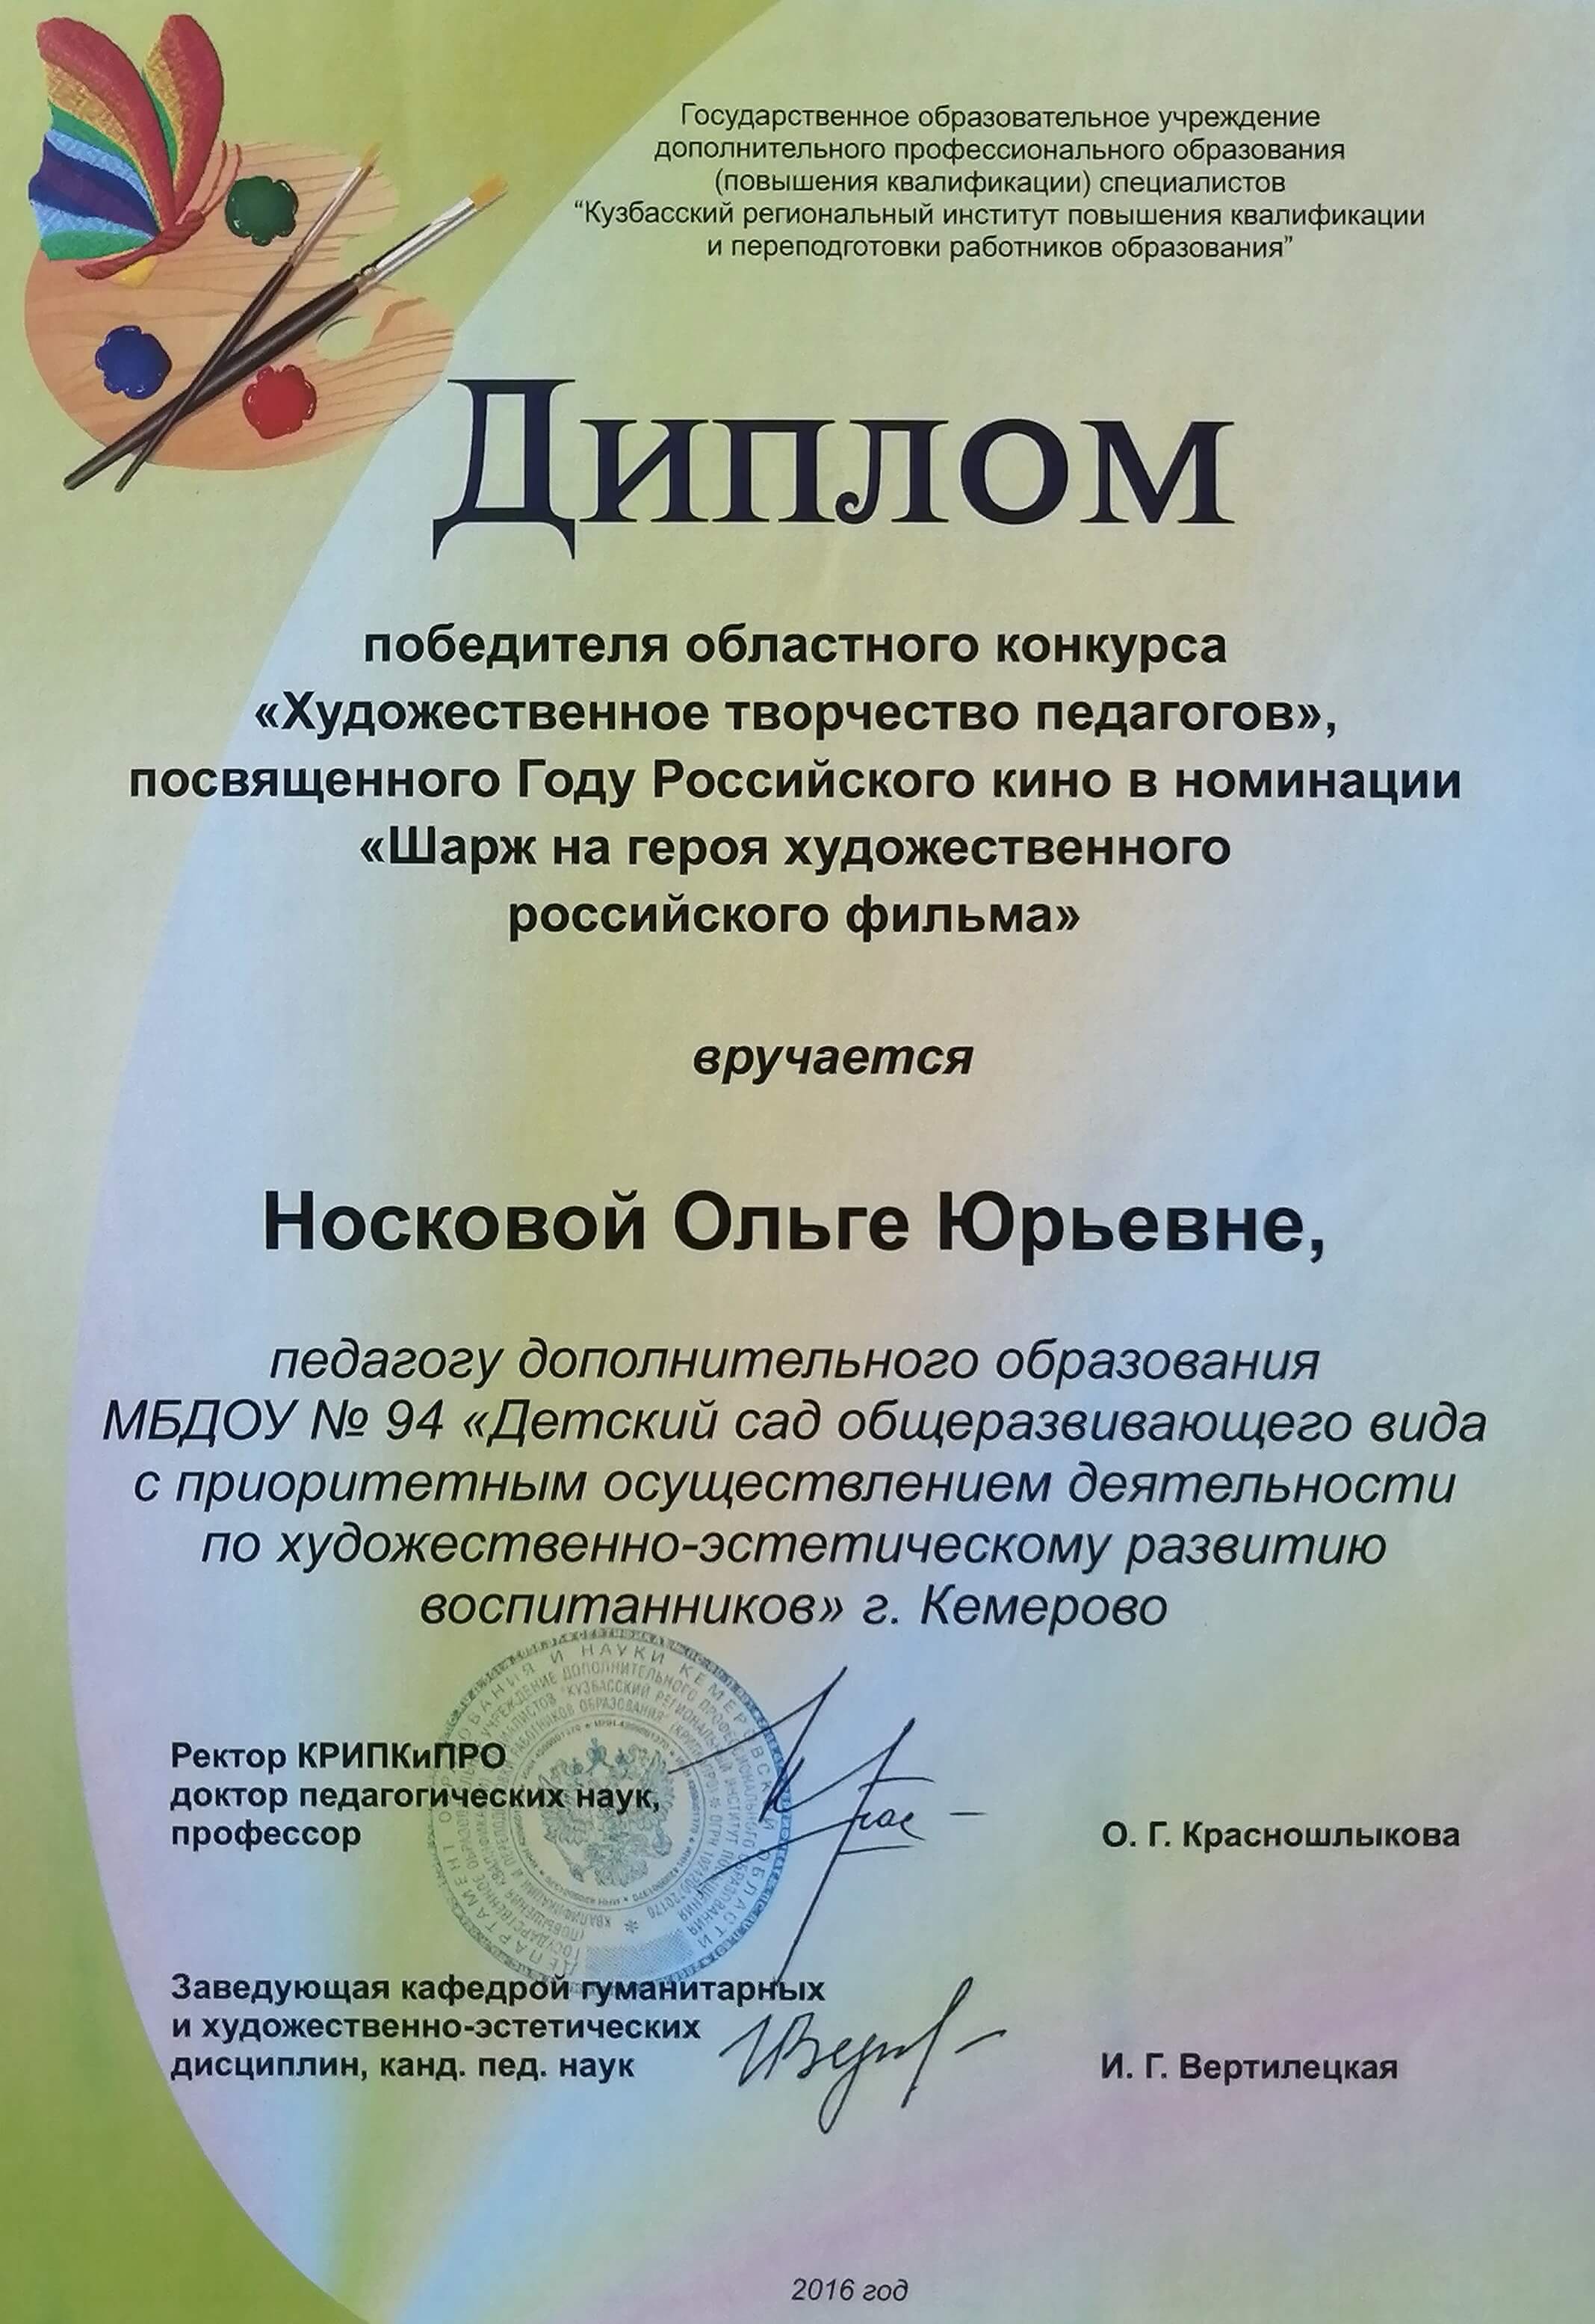 Государственное образовательное учреждение
дополнительного профессионального образования
(повышения квалификации) специалистов
“Кузбасский региональный институт повышения квалификации
и переподготовки работников образования”
Диплом
победителя областного конкурса
«Художественное творчество педагогов»,
посвященного Году Российского кино в номинации
«Шарж на героя художественного
российского фильма»
вручается
Носковой Ольге Юрьевне,
педагогу дополнительного образования
МБДОУ № 94 «Детский сад общеразвивающего вида
с приоритетным осуществлением деятельности
по художественно-эстетическому развитию
воспитанников» г. Кемерово
Ректор КРИПКиПРО
доктор педагогических наук,
профессор
О. Г. Красношлыкова
Заведующая кафедрой гуманитарных
и художественно-эстетических
дисциплин, канд. пед. наук
И. Г. Вертилецкая
2016 год